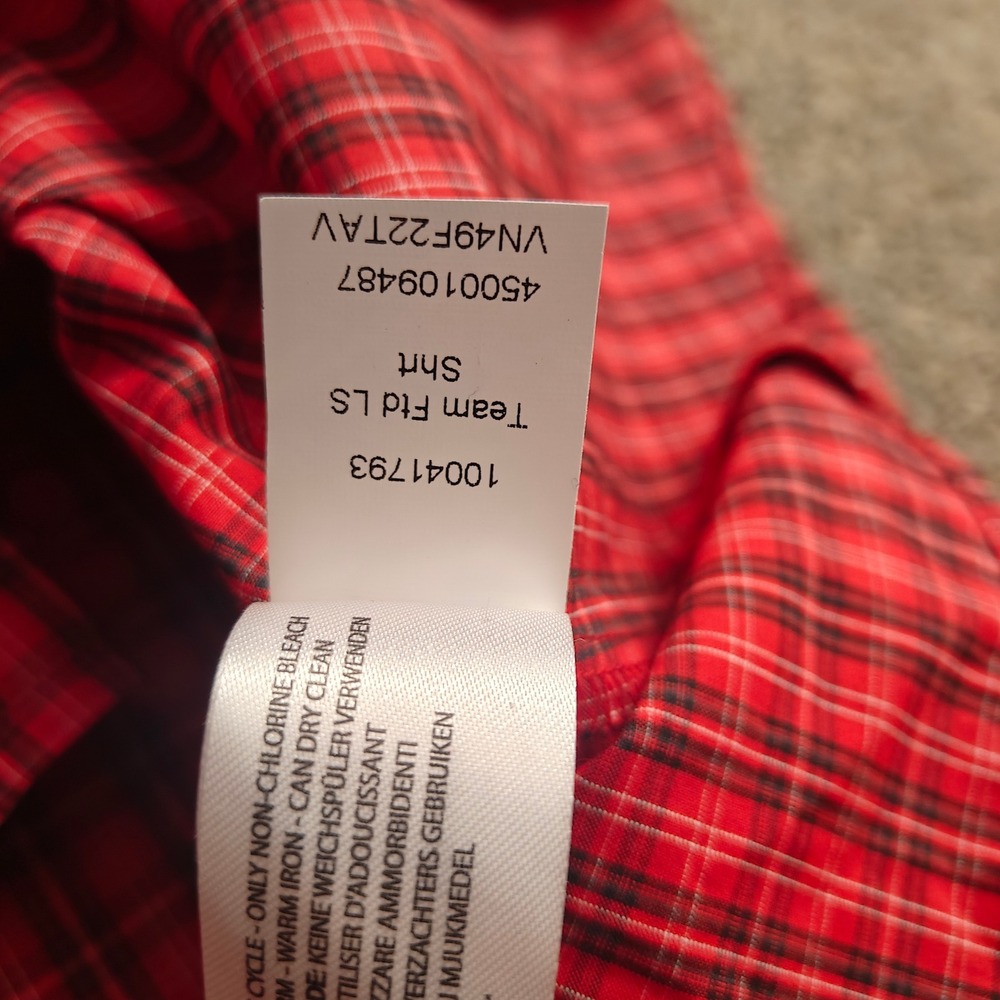 10041793
Team Ftd LS
Shrt
4500109487
VN49F22TAV
CYCLE - ONLY NON-CHLORINE BLEACH
- WARM IRON - CAN DRY CLEAN
KEINE WEICHSPÜLER VERWENDEN
D'ADOUCISSANT
AMMORBIDENTI
GEBRUIKEN
MJUKMEDEL